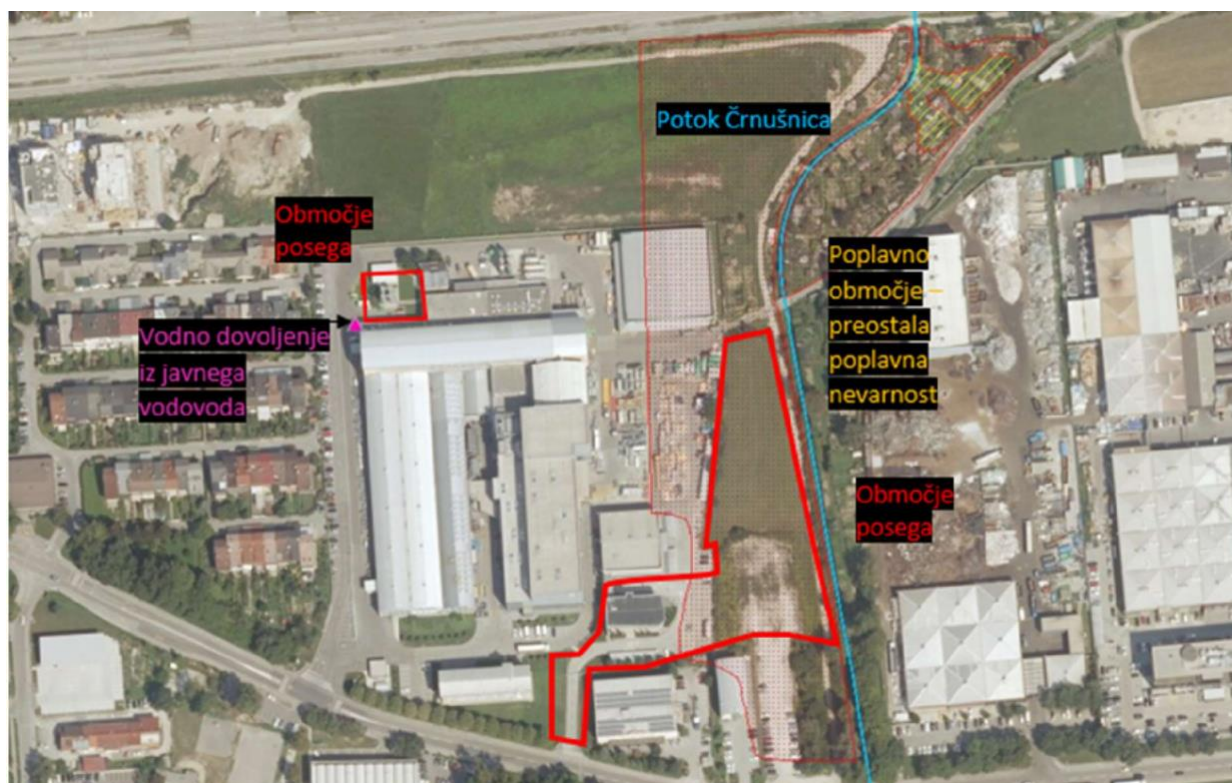 Potok Črnušnica
Območje
posega
Vodno dovoljenje
iz javnega
vodovoda
Poplavno
območje –
preostala
poplavna
nevarnost
Območje
posega